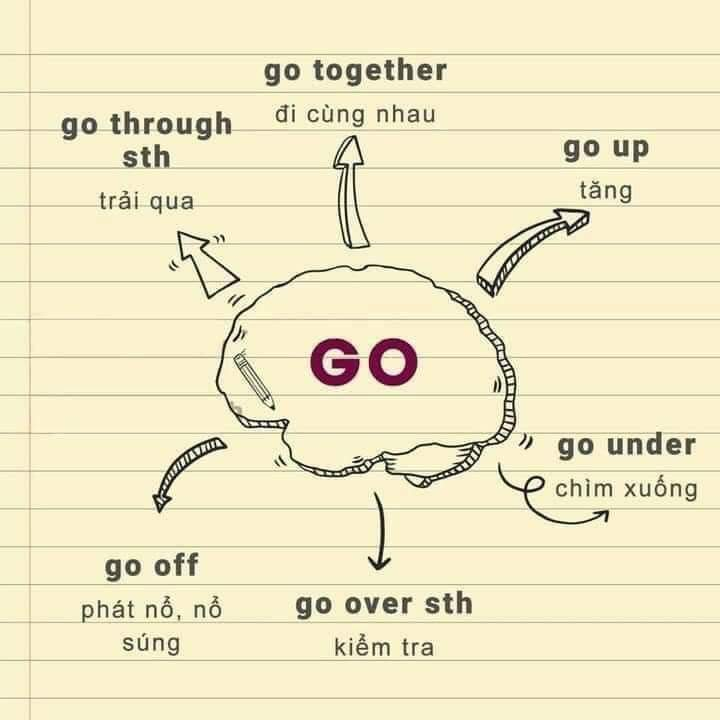 go together
đi cùng nhau
go through
sth
trải qua
go up
tăng
GO
go under
chìm xuống
go off
phát nổ, nổ
súng
go over sth
kiểm tra